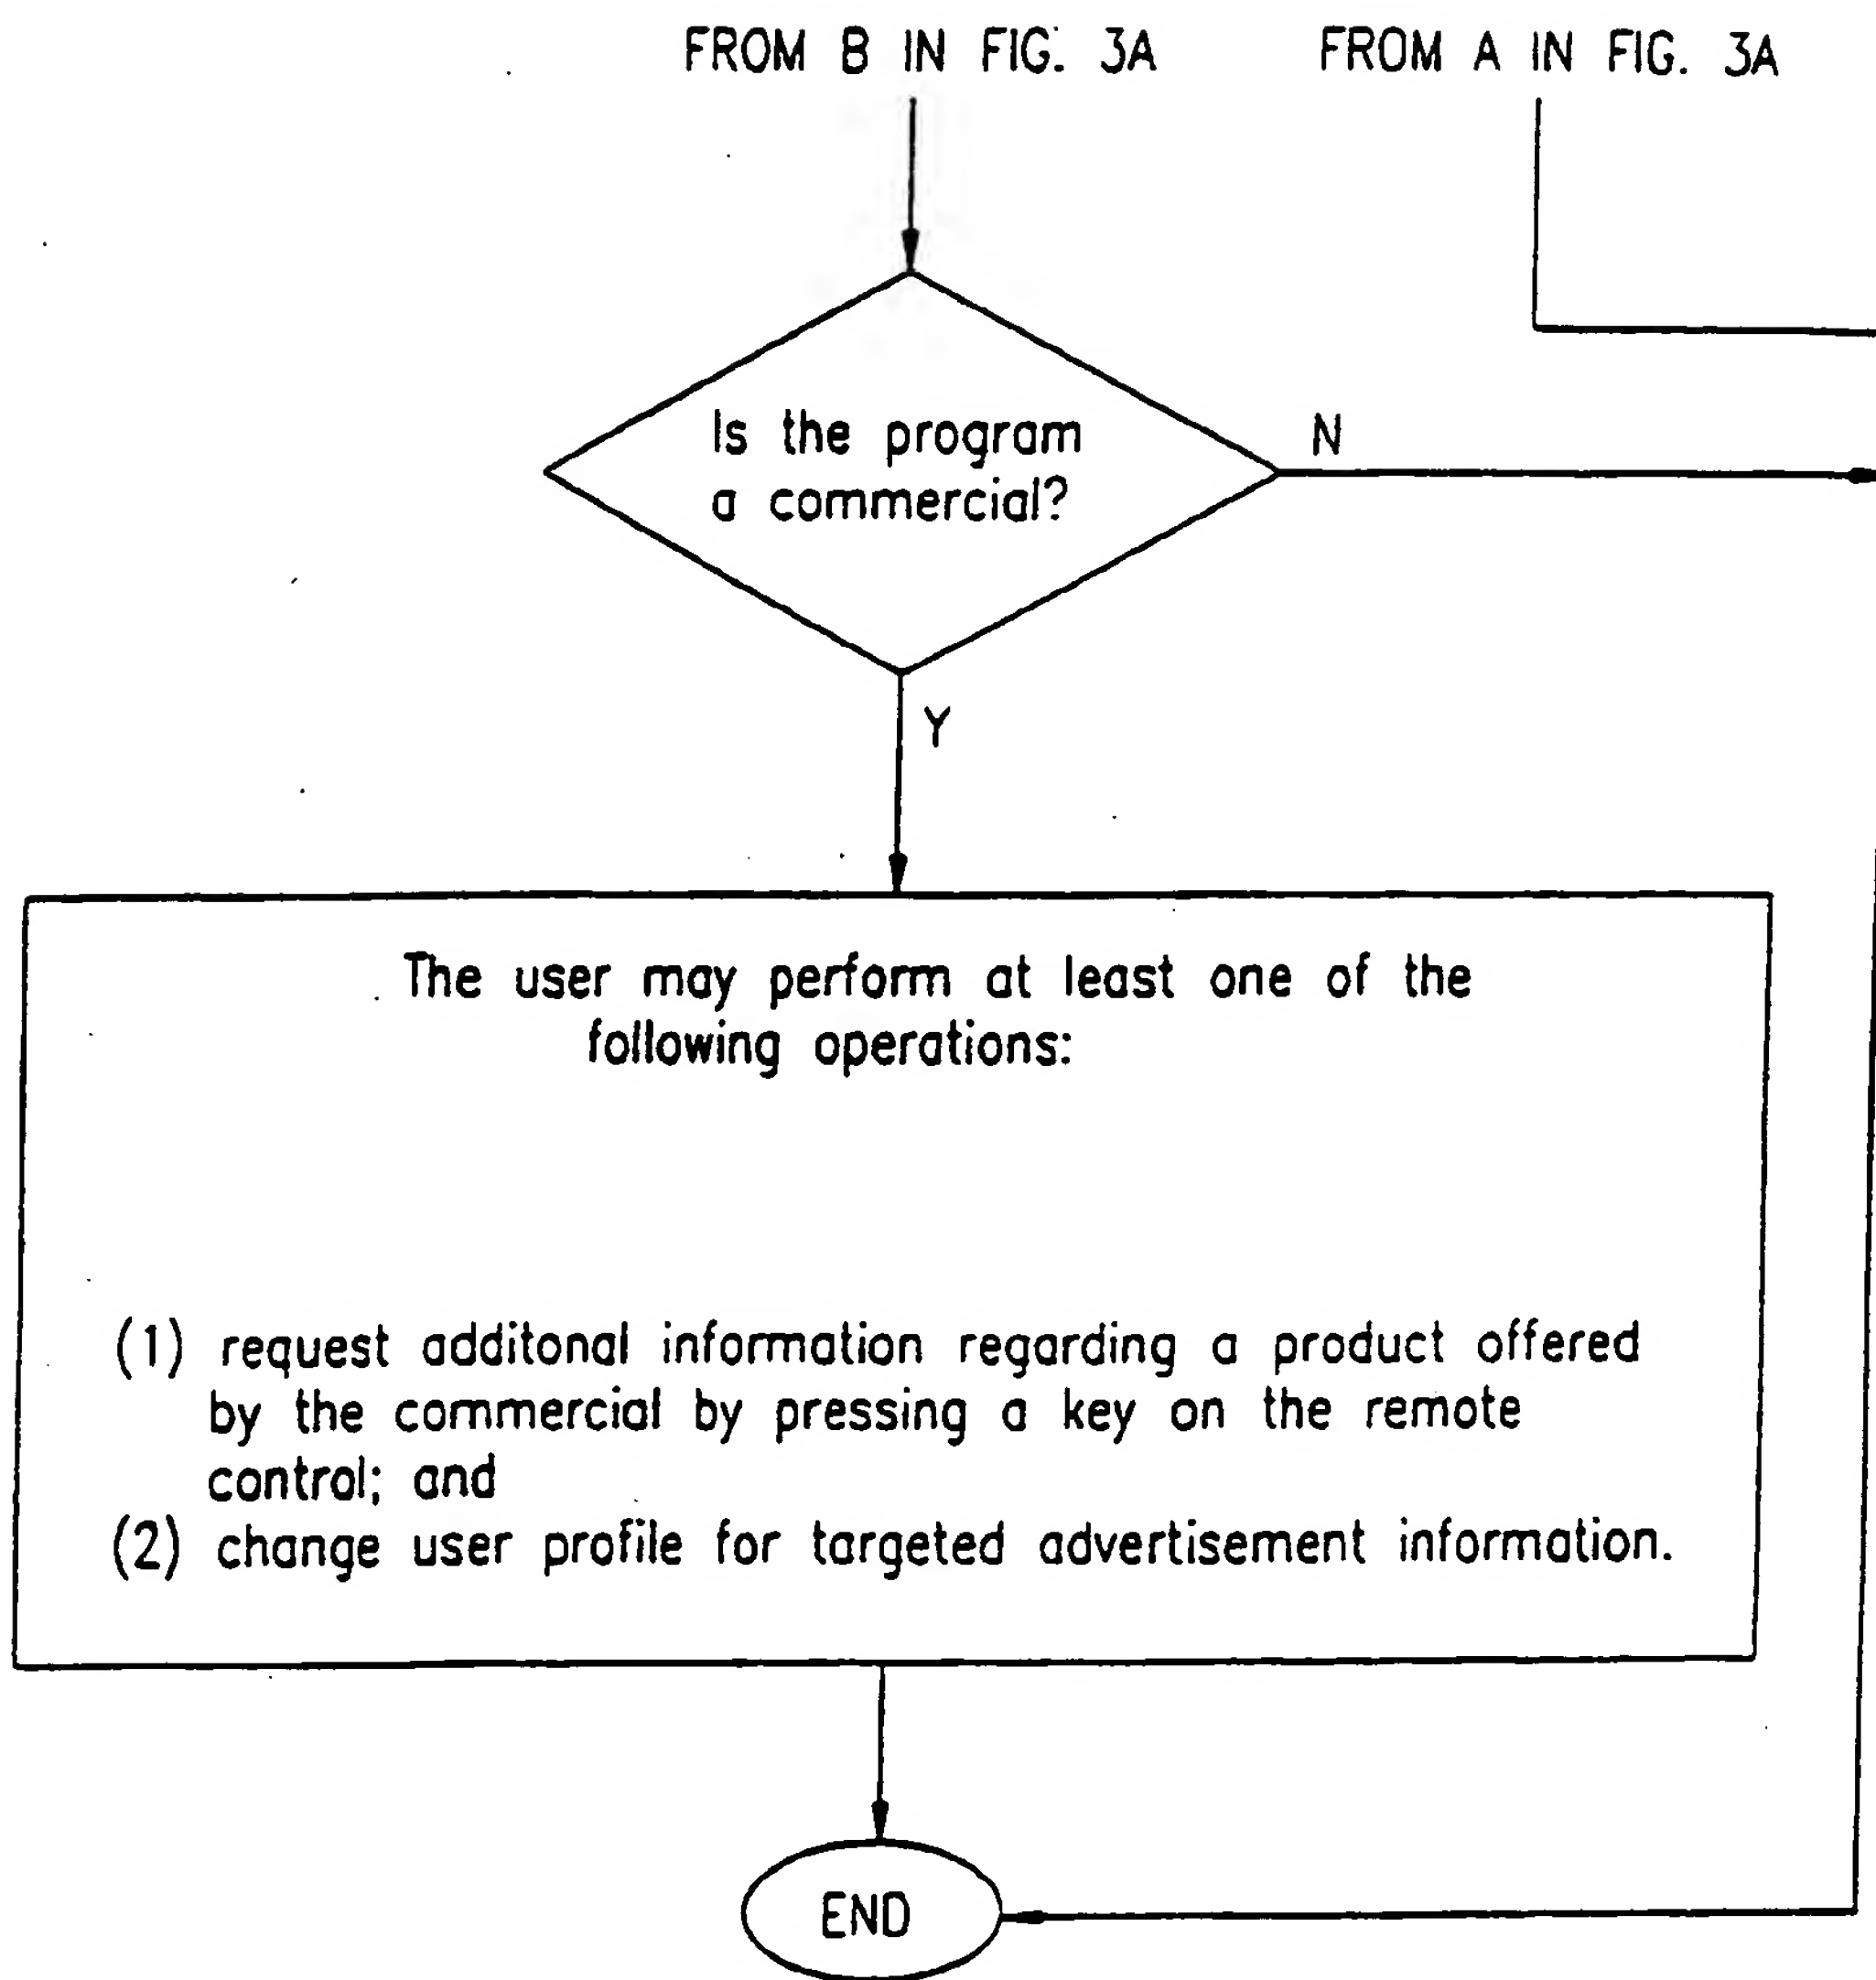 FROM B IN FIG. 3A
FROM A IN FIG. 3A
Is the program
a commercial?
N
Y
The user may perform at least one of the
following operations:
(1) request additonal information regarding a product offered
by the commercial by pressing a key on the remote
control; and
(2) change user profile for targeted advertisement information.
END